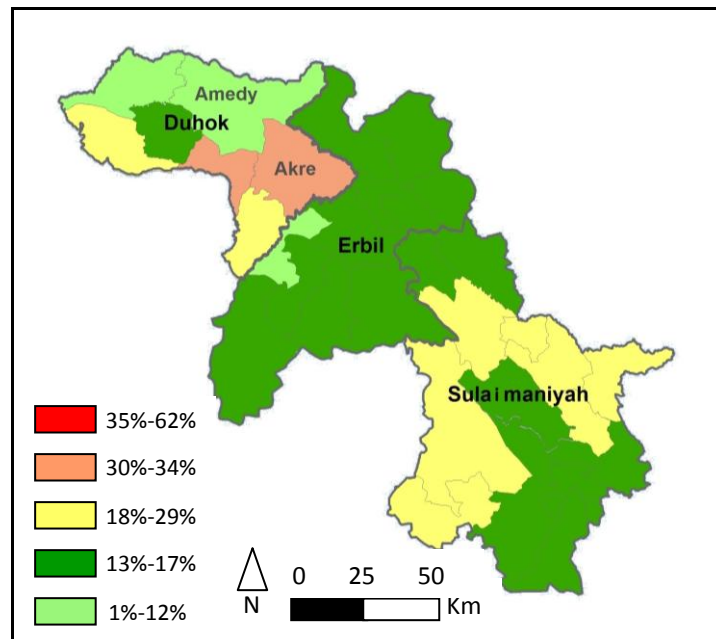 Amedy
Duhok
Akre
Erbil
Sulaimaniyah
35%-62%
30%-34%
18%-29%
13%-17%
1%-12%
0 25 50
N Km